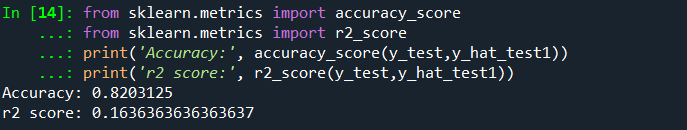 In [14]: from sklearn.metrics import accuracy_score
...: from sklearn.metrics import r2_score
...: print('Accuracy:', accuracy_score(y_test,y_hat_test1))
...: print('r2 score:', r2_score(y_test,y_hat_test1))
Accuracy: 0.8203125
r2 score: 0.1636363636363637